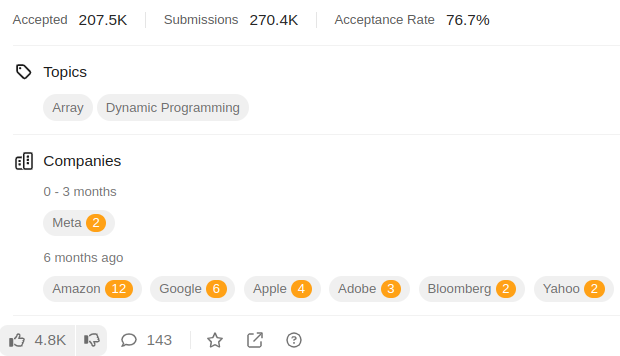 Accepted 207.5K Submissions 270.4K Acceptance Rate 76.7%
Topics
Array Dynamic Programming
Companies
0 - 3 months
Meta 2
6 months ago
Amazon 12 Google 6 Apple 4 Adobe 3 Bloomberg 2 Yahoo 2
4.8K 143